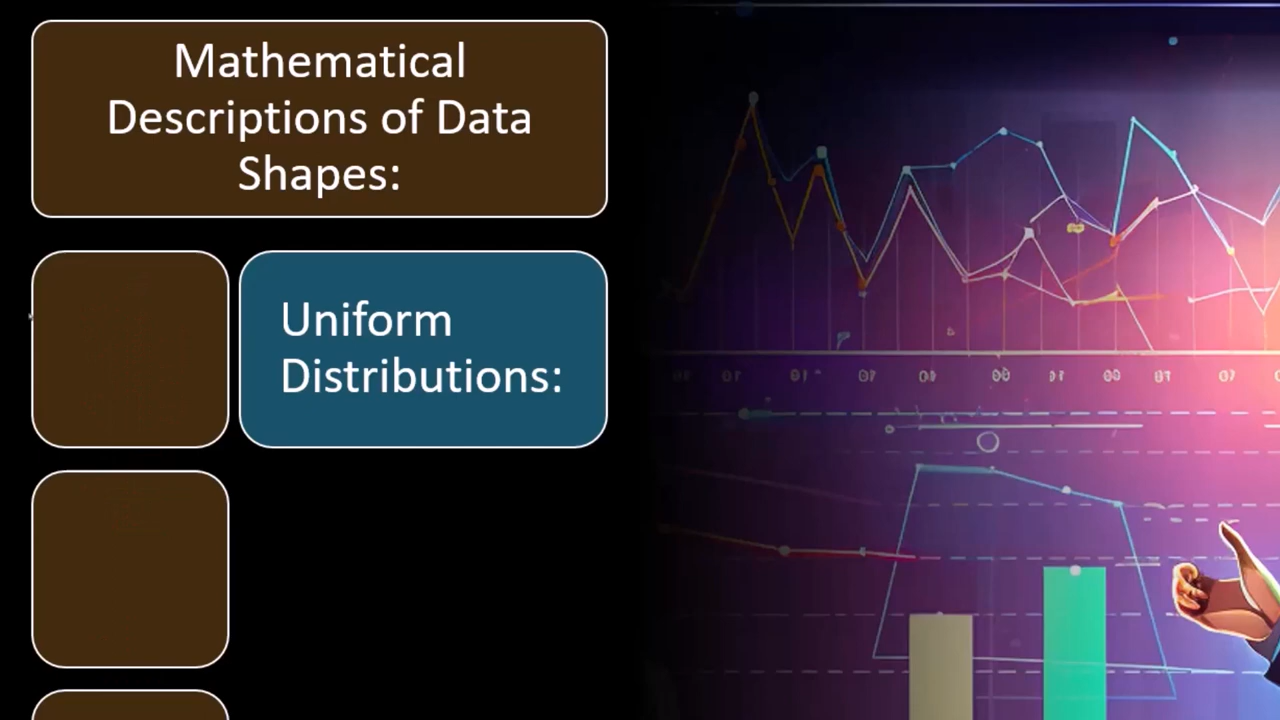 Mathematical
Descriptions of Data
Shapes:
Uniform
Distributions: